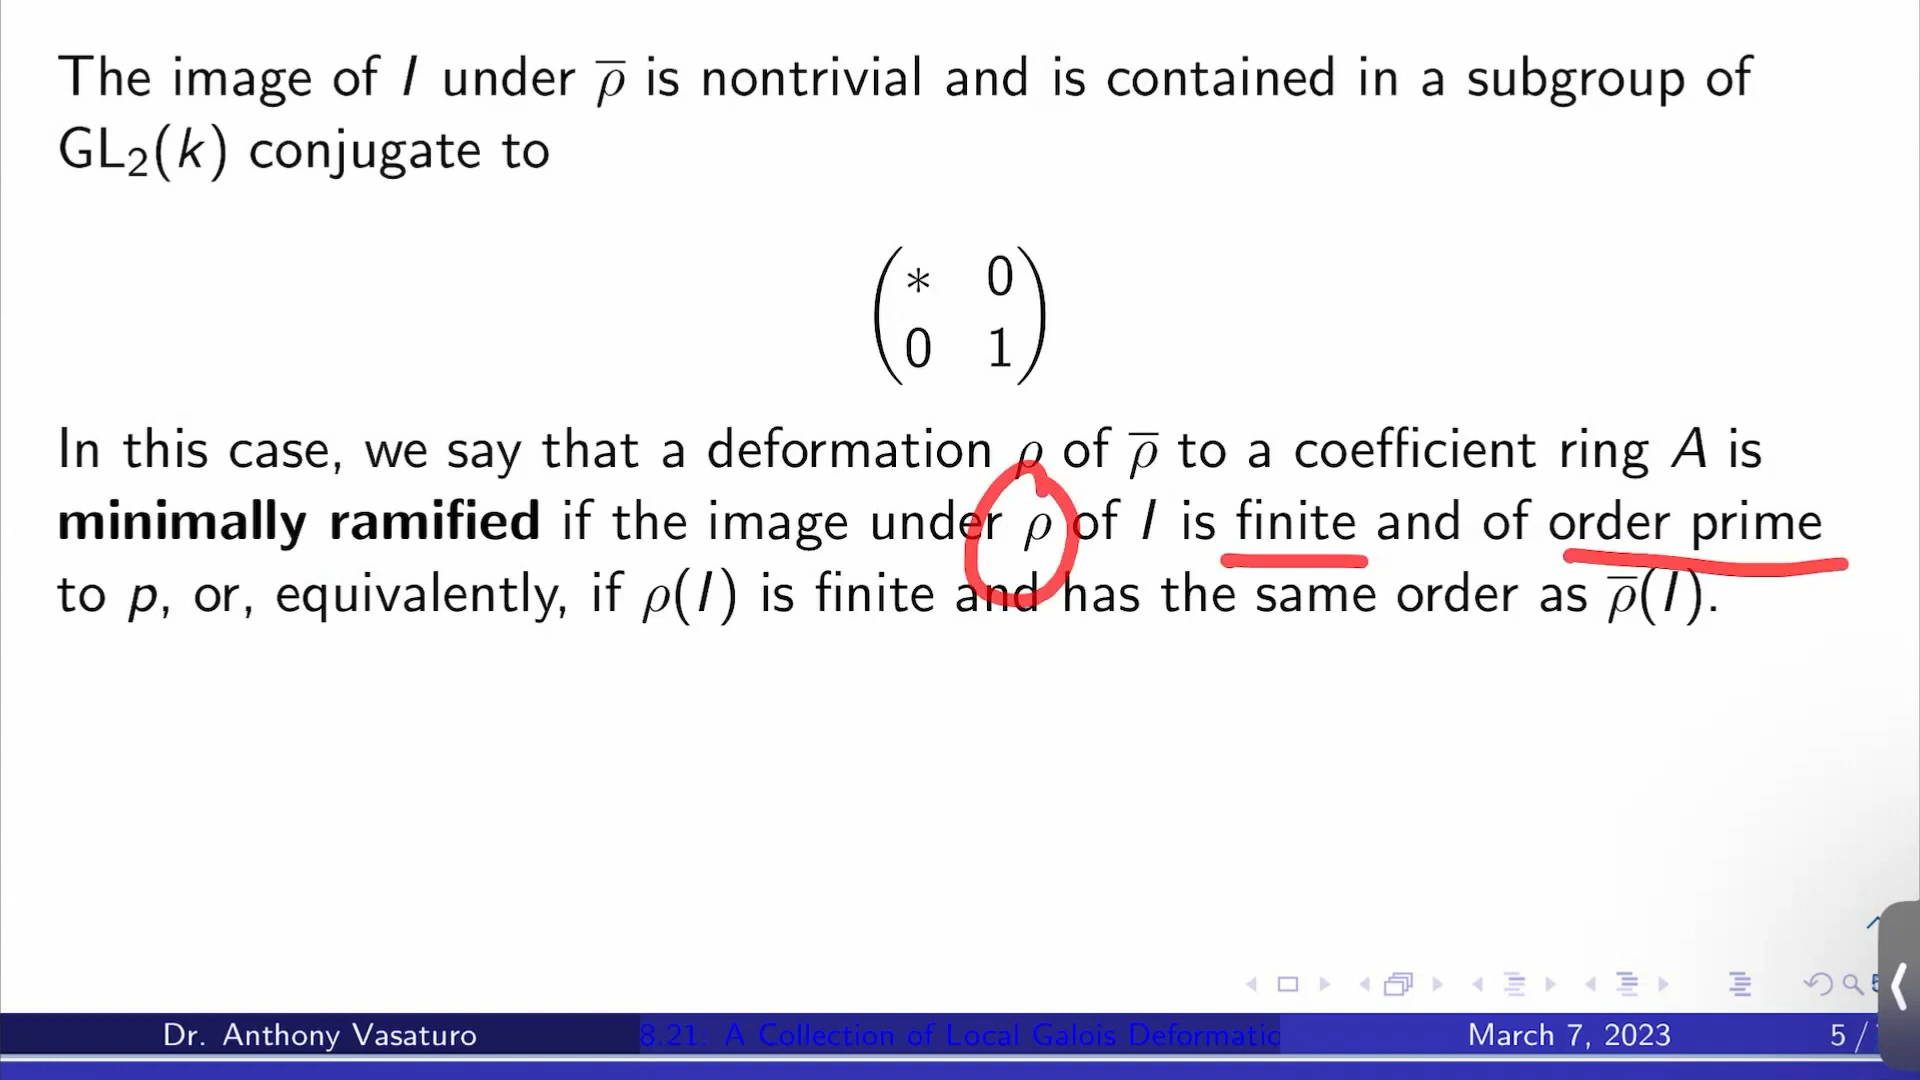 The image of I under ρ̅ is nontrivial and is contained in a subgroup of
GL₂(k) conjugate to
* 0
0 1
In this case, we say that a deformation ρ of ρ̅ to a coefficient ring A is
minimally ramified if the image under ρ of I is finite and of order prime
to p, or, equivalently, if ρ(I) is finite and has the same order as ρ̅(I).
Dr. Anthony Vasaturo 8.21: A Collection of Local Galois Deformatio March 7, 2023 5 /